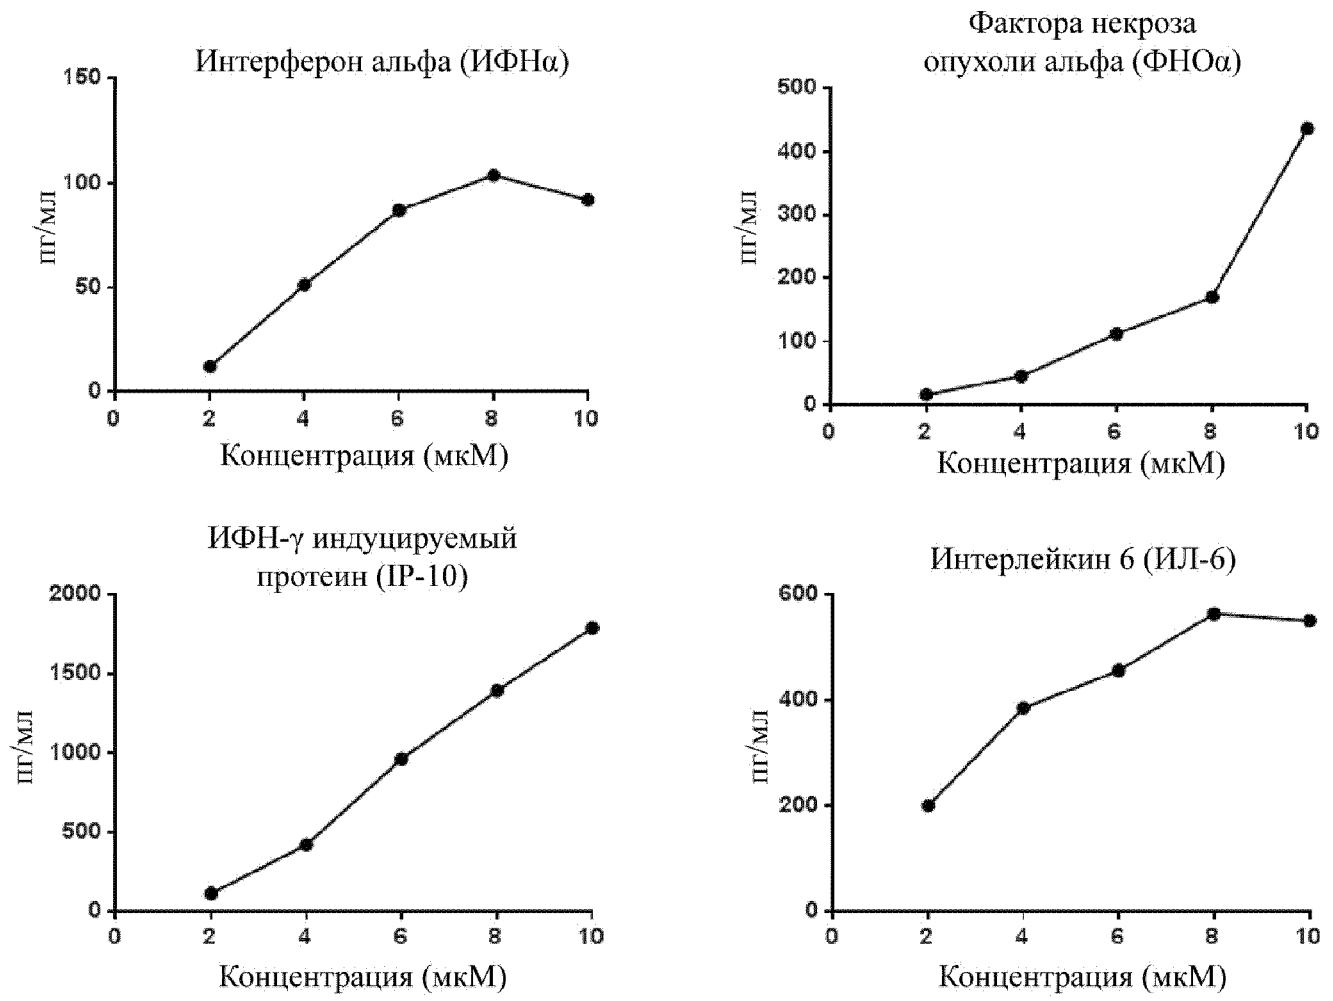 Интерферон альфа (ИФНα)
150
100
50
0
пг/мл
0 2 4 6 8 10
Концентрация (мкМ)
Фактора некроза
опухоли альфа (ФНОα)
500
400
300
200
100
0
пг/мл
0 2 4 6 8 10
Концентрация (мкМ)
ИФН-γ индуцируемый
протеин (IP-10)
2000
1500
1000
500
0
пг/мл
0 2 4 6 8 10
Концентрация (мкМ)
Интерлейкин 6 (ИЛ-6)
600
400
200
0
пг/мл
0 2 4 6 8 10
Концентрация (мкМ)